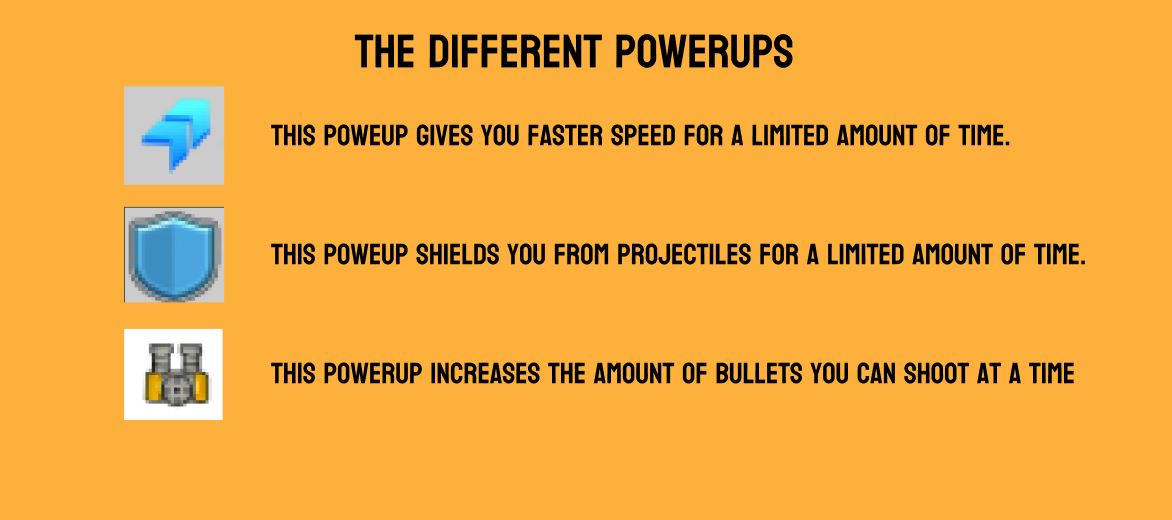 THE DIFFERENT POWERUPS
THIS POWEUP GIVES YOU FASTER SPEED FOR A LIMITED AMOUNT OF TIME.
THIS POWEUP SHIELDS YOU FROM PROJECTILES FOR A LIMITED AMOUNT OF TIME.
THIS POWERUP INCREASES THE AMOUNT OF BULLETS YOU CAN SHOOT AT A TIME